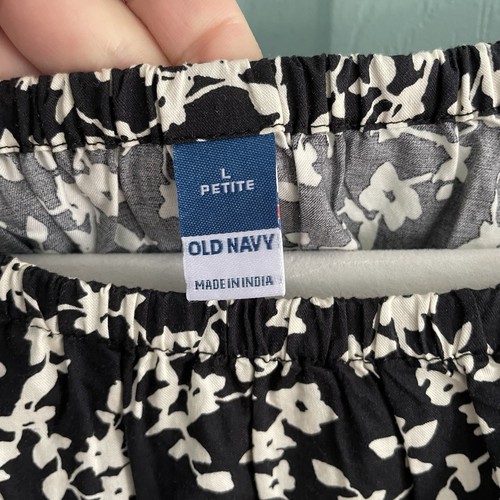 L
PETITE
OLD NAVY
MADE IN INDIA